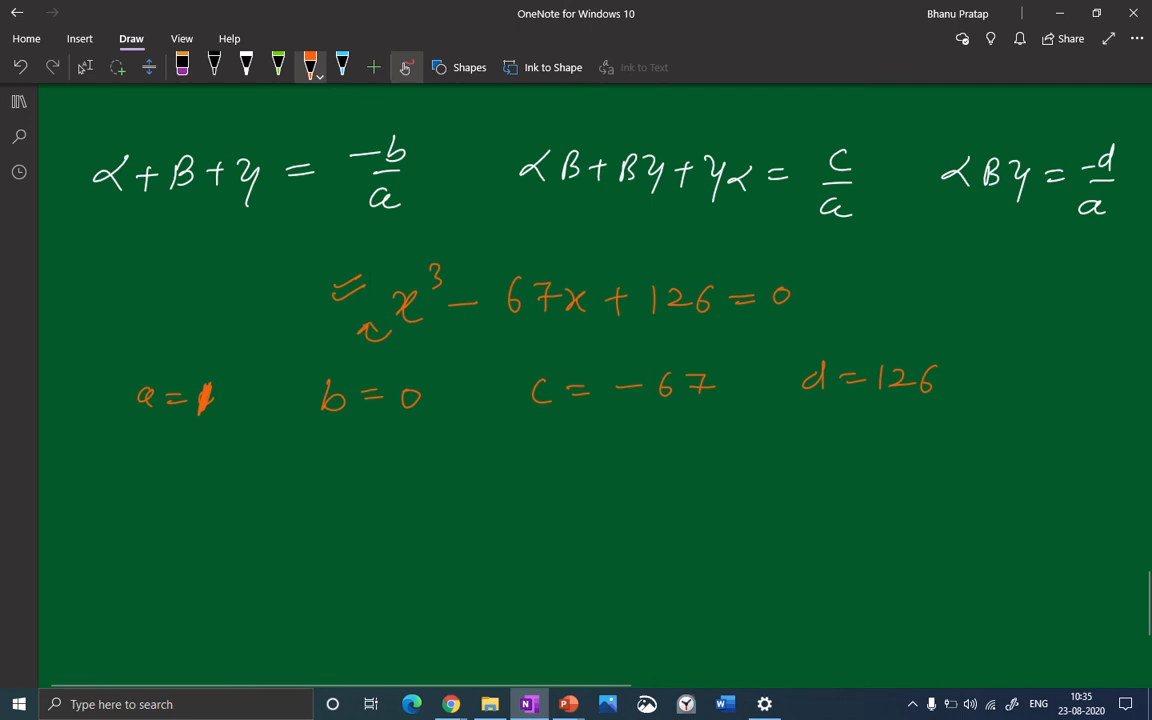 OneNote for Windows 10
Bhanu Pratap
Home Insert Draw View Help
Share
Shapes Ink to Shape Ink to Text
α + β + γ = -b/a αβ + βγ + γα = c/a αβγ = -d/a
x³ - 67x + 126 = 0
a = 1 b = 0 c = - 67 d = 126
Type here to search
ENG
10:35
23-08-2020